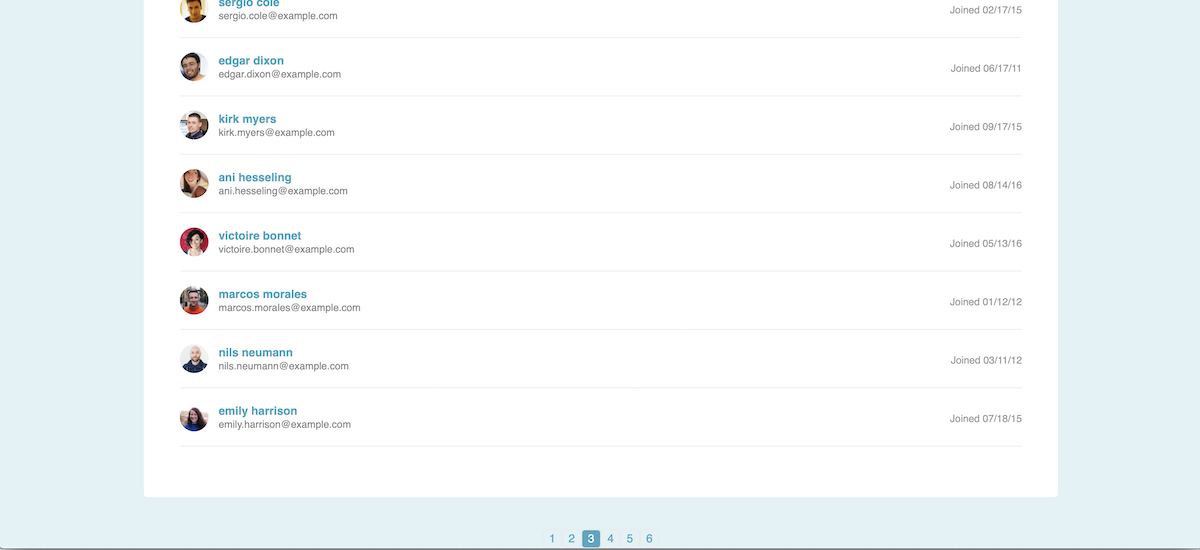 sergio cole
sergio.cole@example.com
Joined 02/17/15
edgar dixon
edgar.dixon@example.com
Joined 06/17/11
kirk myers
kirk.myers@example.com
Joined 09/17/15
ani hesseling
ani.hesseling@example.com
Joined 08/14/16
victoire bonnet
victoire.bonnet@example.com
Joined 05/13/16
marcos morales
marcos.morales@example.com
Joined 01/12/12
nils neumann
nils.neumann@example.com
Joined 03/11/12
emily harrison
emily.harrison@example.com
Joined 07/18/15
1 2 3 4 5 6